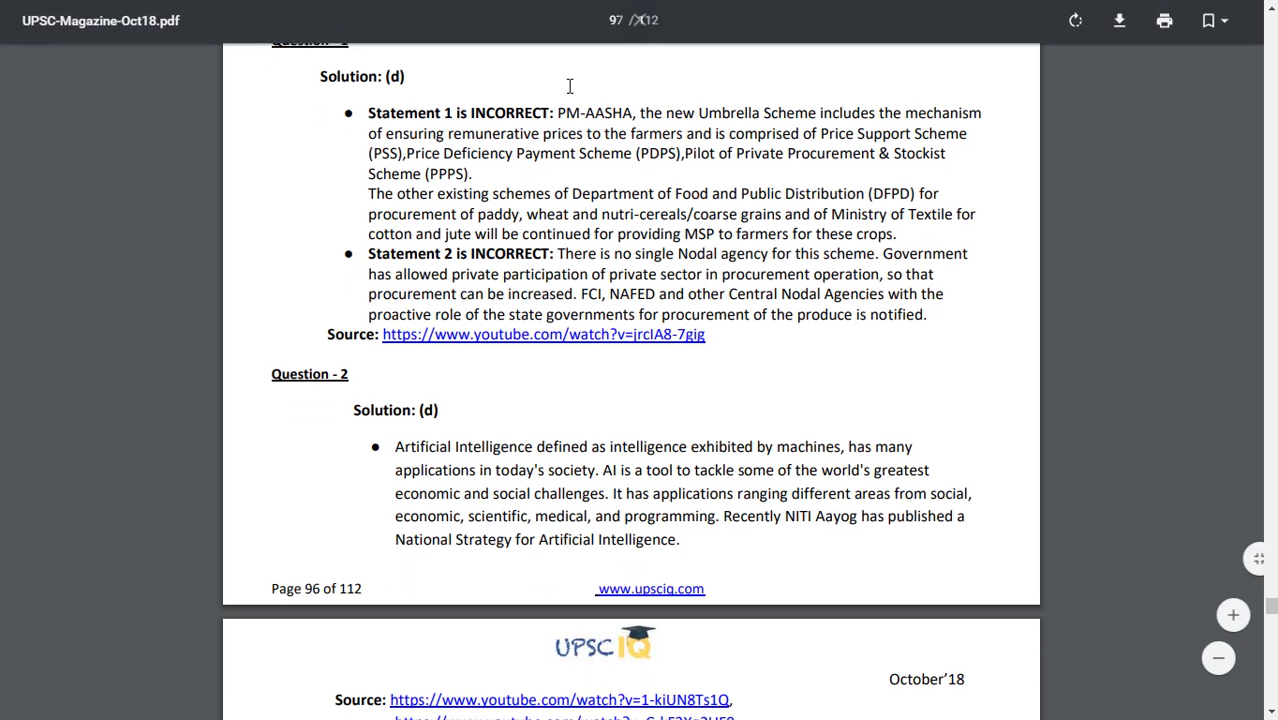 UPSC-Magazine-Oct18.pdf
97 / 112
Question - 1
Solution: (d)
● Statement 1 is INCORRECT: PM-AASHA, the new Umbrella Scheme includes the mechanism
of ensuring remunerative prices to the farmers and is comprised of Price Support Scheme
(PSS),Price Deficiency Payment Scheme (PDPS),Pilot of Private Procurement & Stockist
Scheme (PPPS).
The other existing schemes of Department of Food and Public Distribution (DFPD) for
procurement of paddy, wheat and nutri-cereals/coarse grains and of Ministry of Textile for
cotton and jute will be continued for providing MSP to farmers for these crops.
● Statement 2 is INCORRECT: There is no single Nodal agency for this scheme. Government
has allowed private participation of private sector in procurement operation, so that
procurement can be increased. FCI, NAFED and other Central Nodal Agencies with the
proactive role of the state governments for procurement of the produce is notified.
Source: https://www.youtube.com/watch?v=jrcIA8-7gig
Question - 2
Solution: (d)
● Artificial Intelligence defined as intelligence exhibited by machines, has many
applications in today's society. AI is a tool to tackle some of the world's greatest
economic and social challenges. It has applications ranging different areas from social,
economic, scientific, medical, and programming. Recently NITI Aayog has published a
National Strategy for Artificial Intelligence.
Page 96 of 112
www.upsciq.com
UPSC IQ
October'18
Source: https://www.youtube.com/watch?v=1-kiUN8Ts1Q,